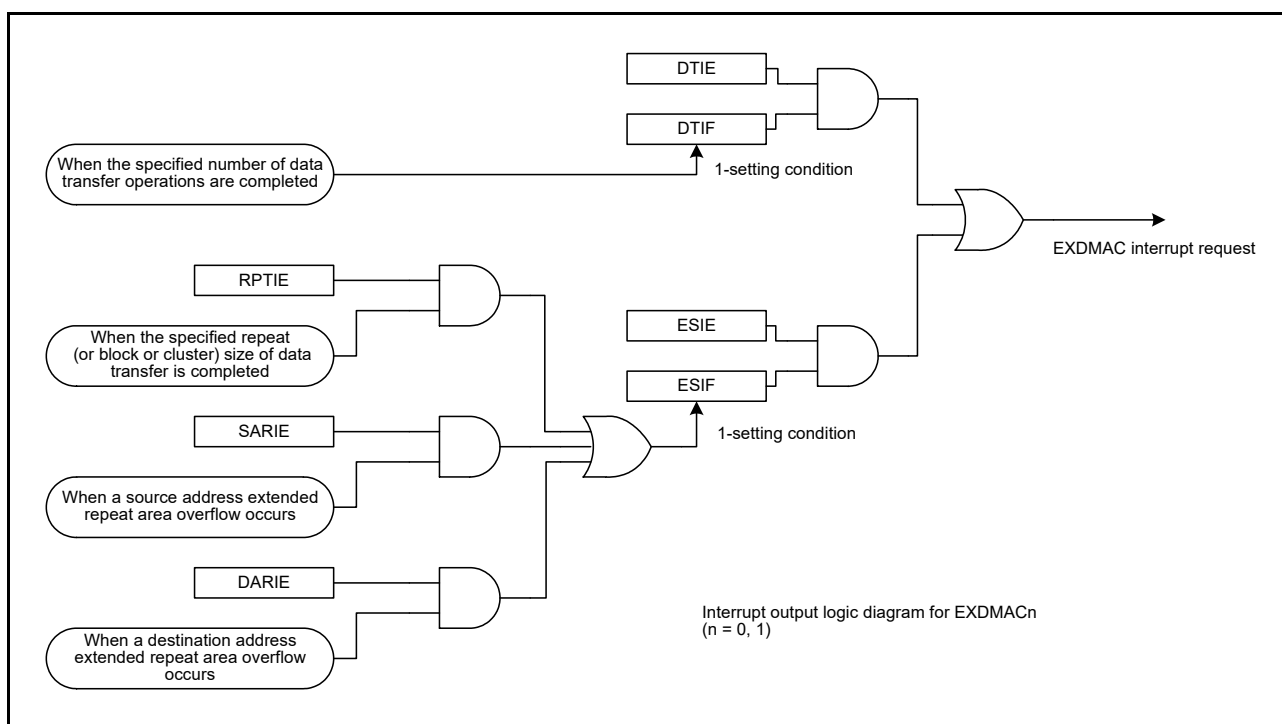 DTIE
DTIF
When the specified number of data
transfer operations are completed
1-setting condition
EXDMAC interrupt request
RPTIE
When the specified repeat
(or block or cluster) size of data
transfer is completed
ESIE
ESIF
1-setting condition
SARIE
When a source address extended
repeat area overflow occurs
DARIE
When a destination address
extended repeat area overflow
occurs
Interrupt output logic diagram for EXDMACn
(n = 0, 1)